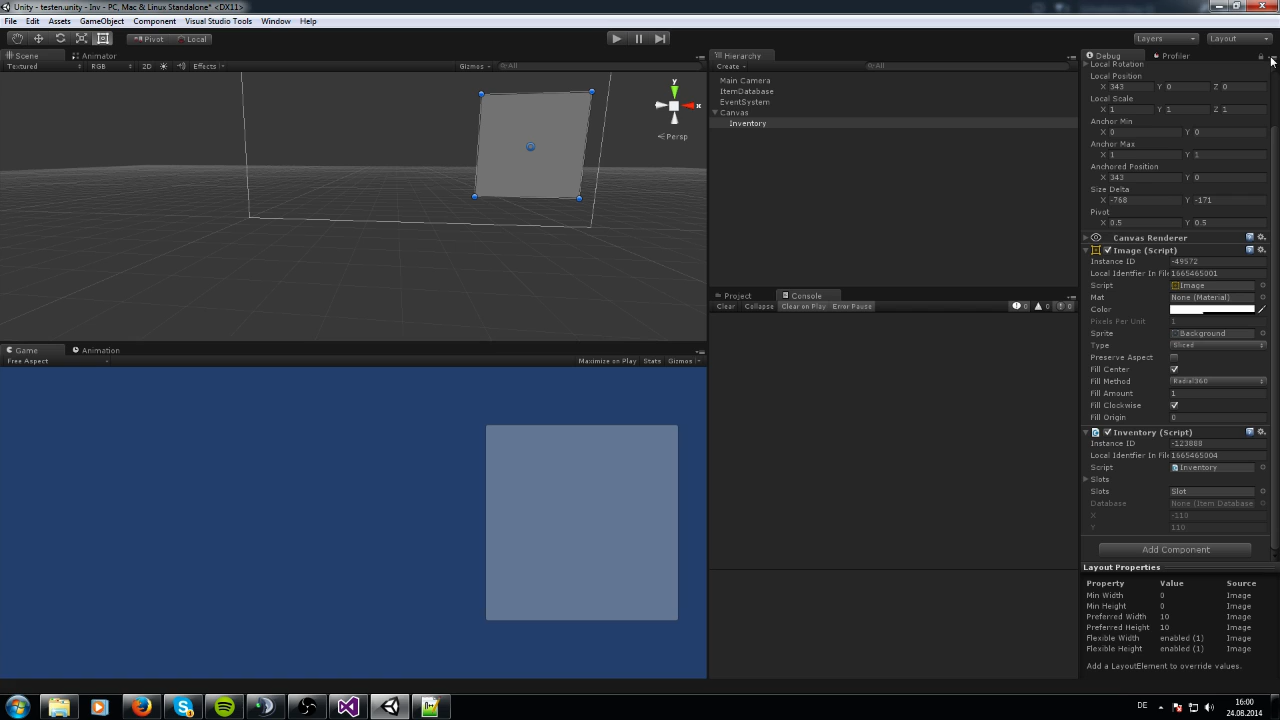 Unity - testen.unity - Inv - PC, Mac & Linux Standalone* <DX11>
File Edit Assets GameObject Component Visual Studio Tools Window Help
Pivot Local Layers Layout
Scene Animator
Textured RGB 2D Effects Gizmos All
y
x
Persp
Hierarchy
Create All
Main Camera
ItemDatabase
EventSystem
Canvas
Inventory
Project Console
Clear Collapse Clear on Play Error Pause 0 0 0
Game Animation
Free Aspect Maximize on Play Stats Gizmos
Debug Profiler
Local Rotation
Local Position
X 343 Y 0 Z 0
Local Scale
X 1 Y 1 Z 1
Anchor Min
X 0 Y 0
Anchor Max
X 1 Y 1
Anchored Position
X 343 Y 0
Size Delta
X -768 Y -171
Pivot
X 0.5 Y 0.5
Canvas Renderer
Image (Script)
Instance ID -49572
Local Identfier In File 1665465001
Script Image
Mat None (Material)
Color
Pixels Per Unit 1
Sprite Background
Type Sliced
Preserve Aspect
Fill Center
Fill Method Radial360
Fill Amount 1
Fill Clockwise
Fill Origin 0
Inventory (Script)
Instance ID -123888
Local Identfier In File 1665465004
Script Inventory
Slots
Slots Slot
Database None (Item Database
X -110
Y 110
Add Component
Layout Properties
Property Value Source
Min Width 0 Image
Min Height 0 Image
Preferred Width 10 Image
Preferred Height 10 Image
Flexible Width enabled (1) Image
Flexible Height enabled (1) Image
Add a LayoutElement to override values.
DE 16:00
24.08.2014